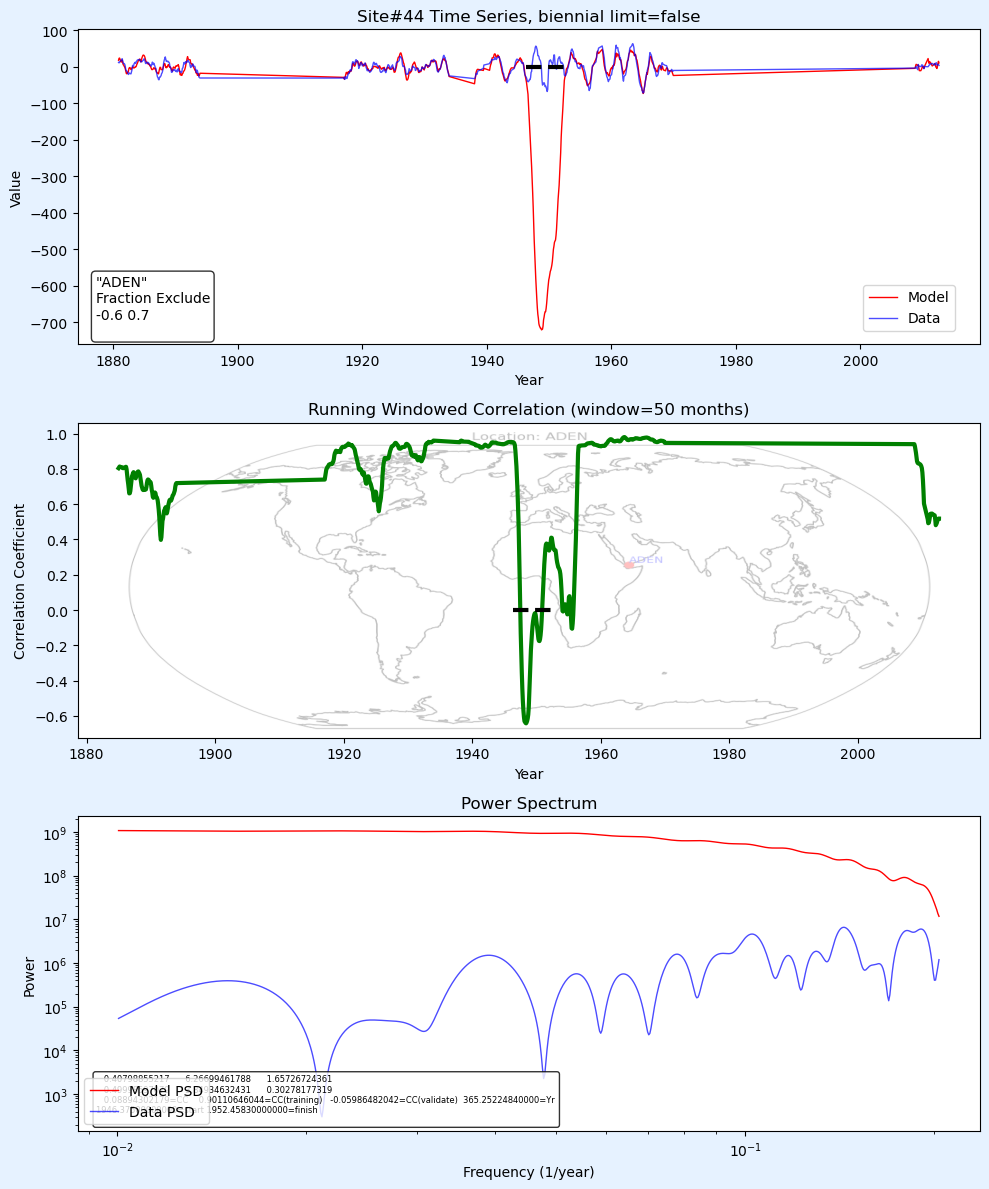 Site#44 Time Series, biennial limit=false
100
0
−100
−200
−300
−400
−500
−600
−700
Value
"ADEN"
Fraction Exclude
-0.6 0.7
Model
Data
1880 1900 1920 1940 1960 1980 2000
Year
Running Windowed Correlation (window=50 months)
Location: ADEN
ADEN
1.0
0.8
0.6
0.4
0.2
0.0
−0.2
−0.4
−0.6
Correlation Coefficient
1880 1900 1920 1940 1960 1980 2000
Year
Power Spectrum
10⁹
10⁸
10⁷
10⁶
10⁵
10⁴
10³
Power
6.26699461788 1.65726724361
0.30278177319
0.08894302179=CC 0.90110646044=CC(training) -0.05986482042=CC(validate) 365.25224840000=Yr
1952.45830000000=finish
Model PSD
Data PSD
10⁻² 10⁻¹
Frequency (1/year)